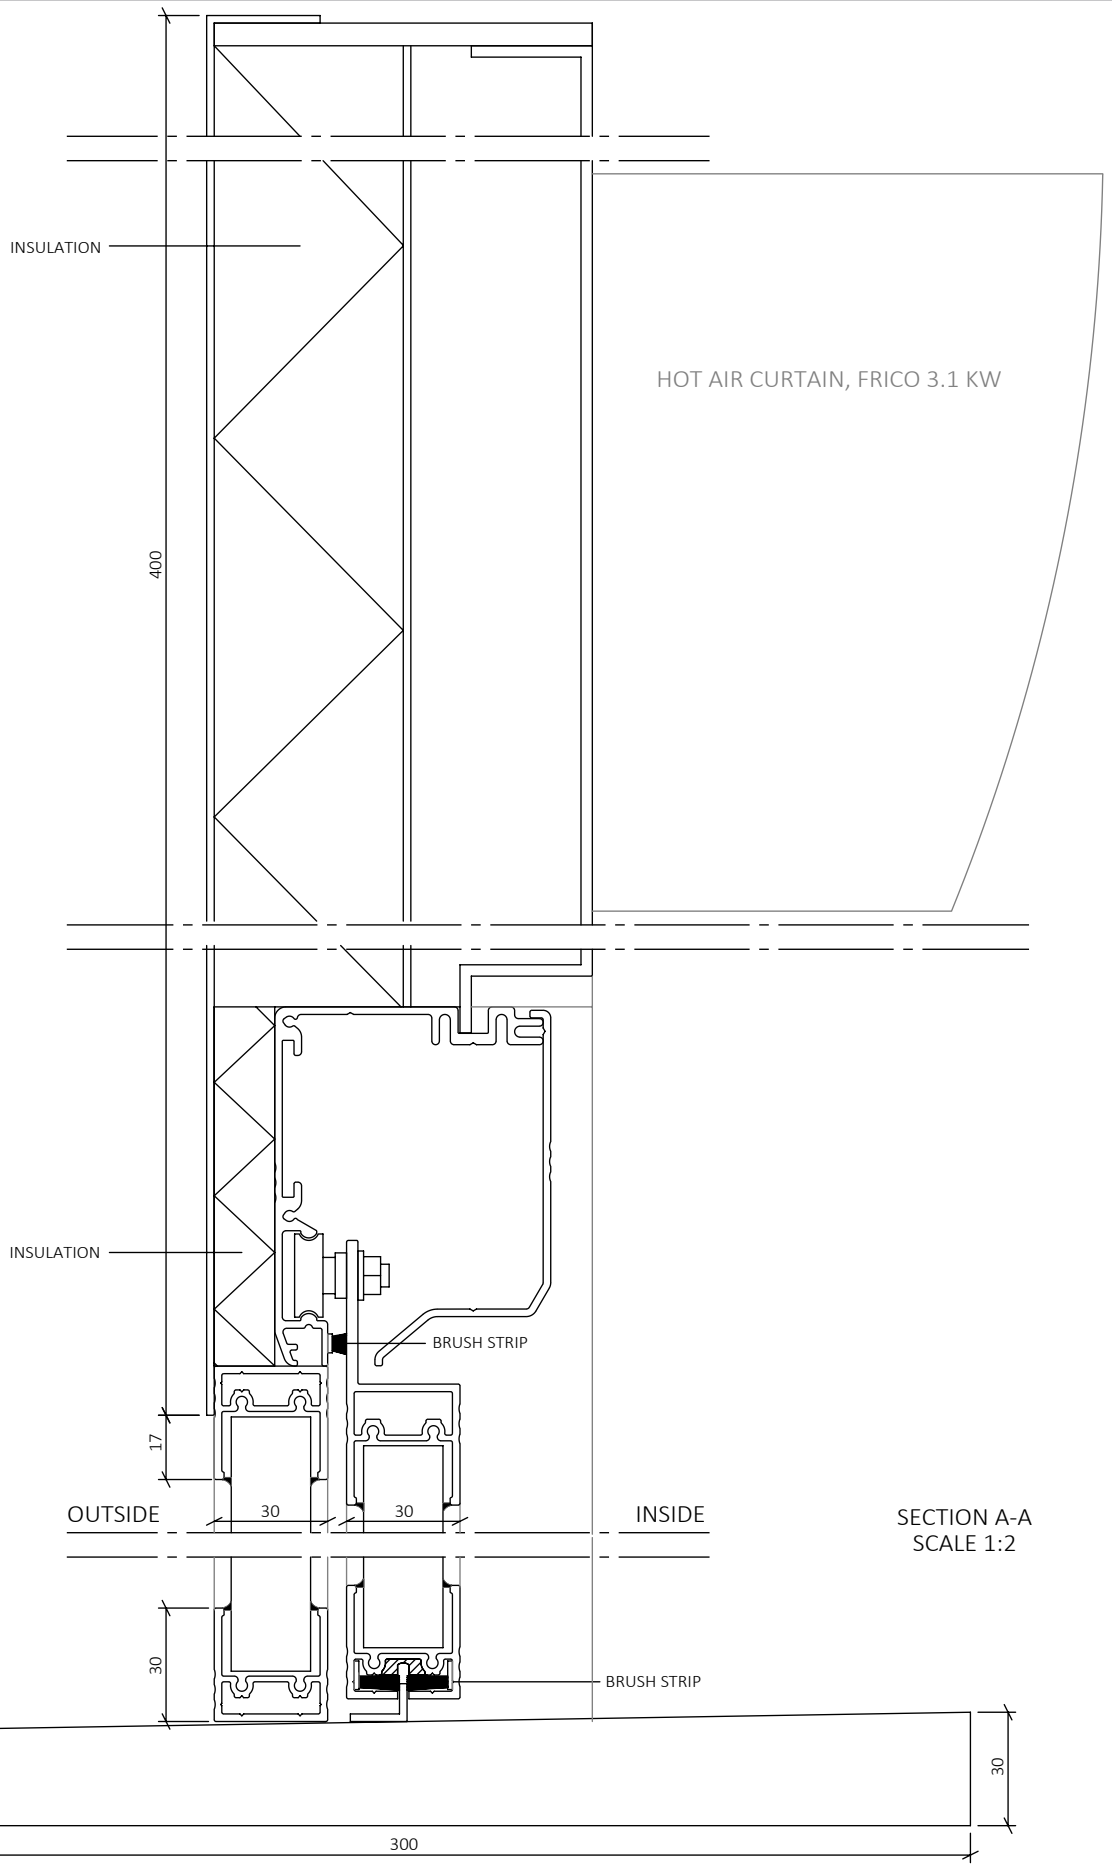 INSULATION
HOT AIR CURTAIN, FRICO 3.1 KW
400
INSULATION
BRUSH STRIP
17
OUTSIDE
30
30
INSIDE
SECTION A-A
SCALE 1:2
30
BRUSH STRIP
30
300